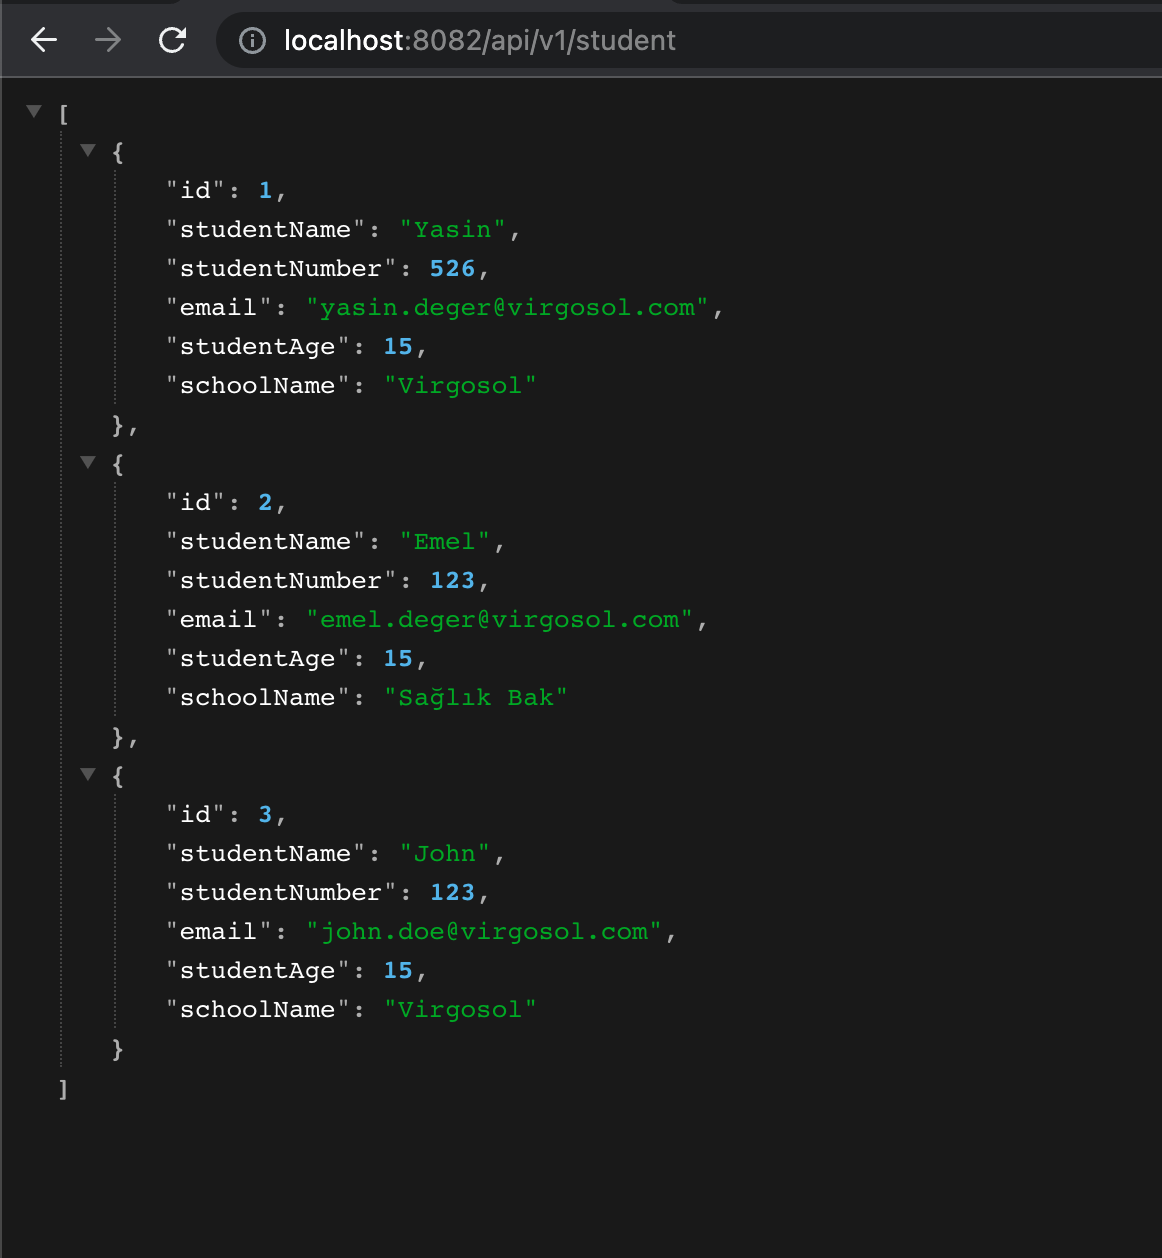 localhost:8082/api/v1/student
[
{
"id": 1,
"studentName": "Yasin",
"studentNumber": 526,
"email": "yasin.deger@virgosol.com",
"studentAge": 15,
"schoolName": "Virgosol"
},
{
"id": 2,
"studentName": "Emel",
"studentNumber": 123,
"email": "emel.deger@virgosol.com",
"studentAge": 15,
"schoolName": "Sağlık Bak"
},
{
"id": 3,
"studentName": "John",
"studentNumber": 123,
"email": "john.doe@virgosol.com",
"studentAge": 15,
"schoolName": "Virgosol"
}
]